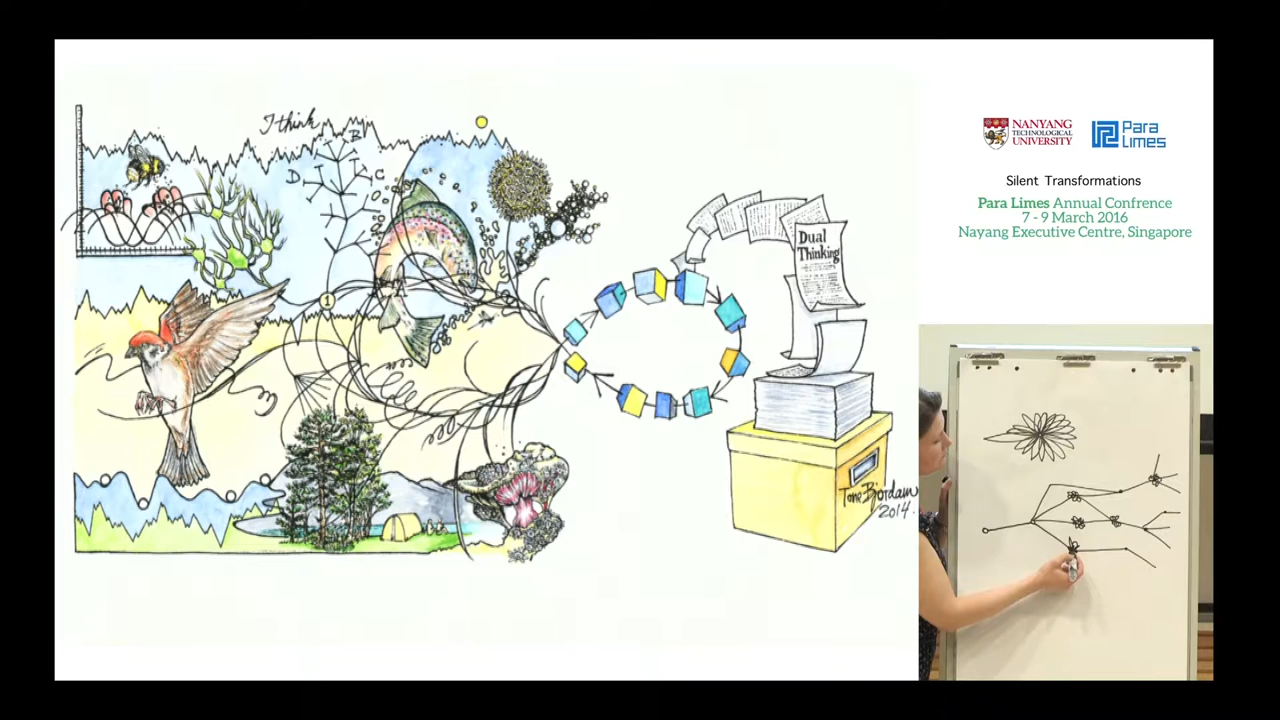 I think
B
D
C
1
Dual
Thinking
Tone Bjordam
2014.
NANYANG
TECHNOLOGICAL
UNIVERSITY
Para
Limes
Silent Transformations
Para Limes Annual Confrence
7 - 9 March 2016
Nayang Executive Centre, Singapore